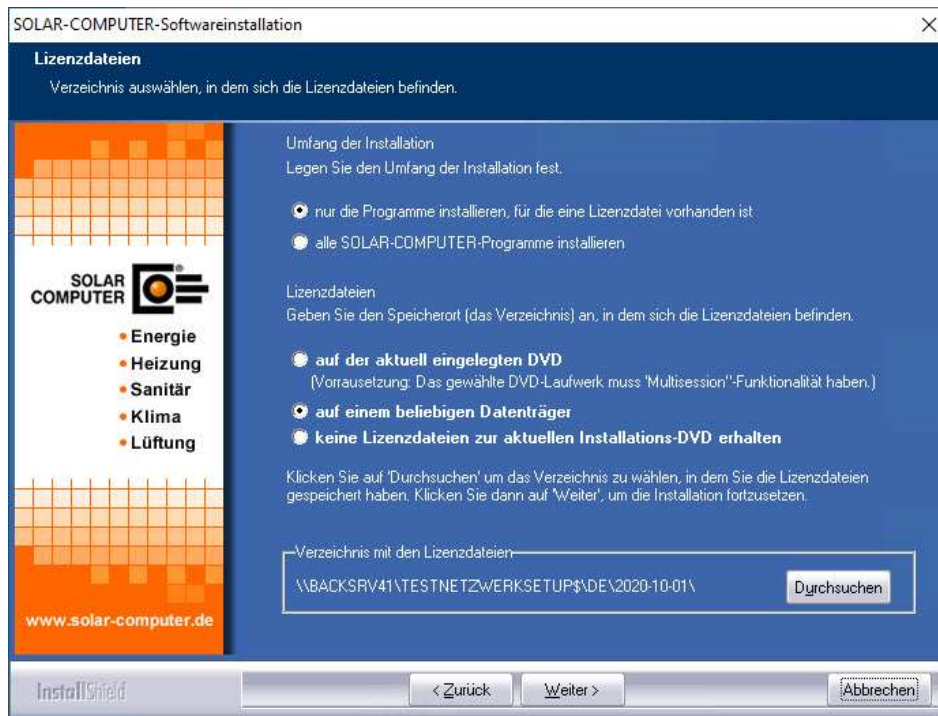 SOLAR-COMPUTER-Softwareinstallation
Lizenzdateien
Verzeichnis auswählen, in dem sich die Lizenzdateien befinden.
SOLAR
COMPUTER
®
• Energie
• Heizung
• Sanitär
• Klima
• Lüftung
www.solar-computer.de
Umfang der Installation
Legen Sie den Umfang der Installation fest.
nur die Programme installieren, für die eine Lizenzdatei vorhanden ist
alle SOLAR-COMPUTER-Programme installieren
Lizenzdateien
Geben Sie den Speicherort (das Verzeichnis) an, in dem sich die Lizenzdateien befinden.
auf der aktuell eingelegten DVD
(Vorrausetzung: Das gewählte DVD-Laufwerk muss 'Multisession''-Funktionalität haben.)
auf einem beliebigen Datenträger
keine Lizenzdateien zur aktuellen Installations-DVD erhalten
Klicken Sie auf 'Durchsuchen' um das Verzeichnis zu wählen, in dem Sie die Lizenzdateien
gespeichert haben. Klicken Sie dann auf 'Weiter', um die Installation fortzusetzen.
Verzeichnis mit den Lizenzdateien
\\BACKSRV41\TESTNETZWERKSETUP$\DE\2020-10-01\
Durchsuchen
InstallShield
< Zurück
Weiter >
Abbrechen